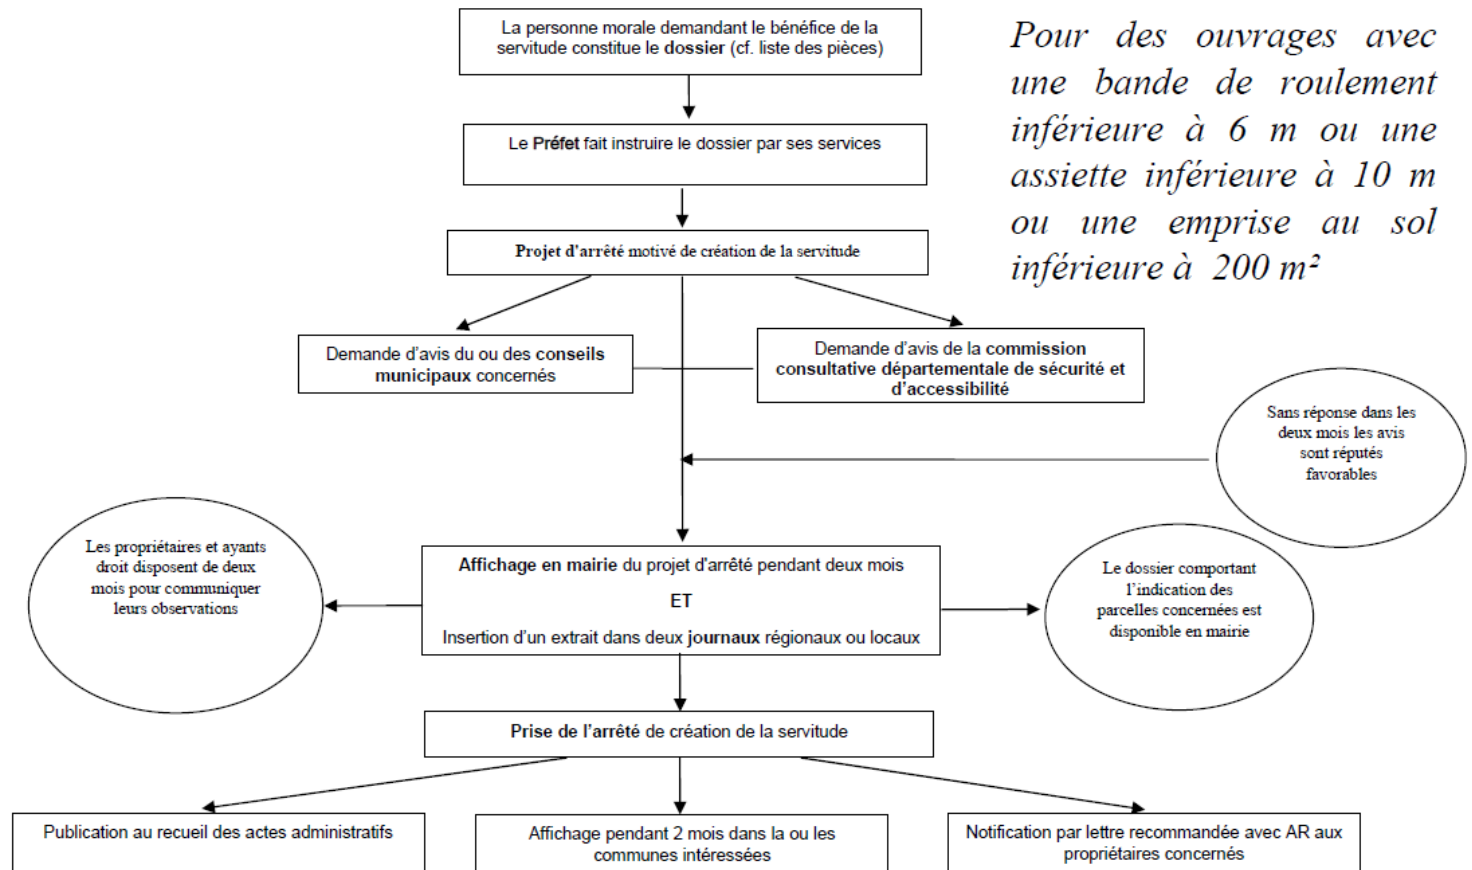 La personne morale demandant le bénéfice de la
servitude constitue le dossier (cf. liste des pièces)
Pour des ouvrages avec
une bande de roulement
inférieure à 6 m ou une
assiette inférieure à 10 m
ou une emprise au sol
inférieure à 200 m²
Le Préfet fait instruire le dossier par ses services
Projet d'arrêté motivé de création de la servitude
Demande d'avis du ou des conseils
municipaux concernés
Demande d'avis de la commission
consultative départementale de sécurité et
d'accessibilité
Sans réponse dans les
deux mois les avis
sont réputés
favorables
Les propriétaires et ayants
droit disposent de deux
mois pour communiquer
leurs observations
Affichage en mairie du projet d'arrêté pendant deux mois
ET
Insertion d'un extrait dans deux journaux régionaux ou locaux
Le dossier comportant
l'indication des
parcelles concernées est
disponible en mairie
Prise de l'arrêté de création de la servitude
Publication au recueil des actes administratifs
Affichage pendant 2 mois dans la ou les
communes intéressées
Notification par lettre recommandée avec AR aux
propriétaires concernés